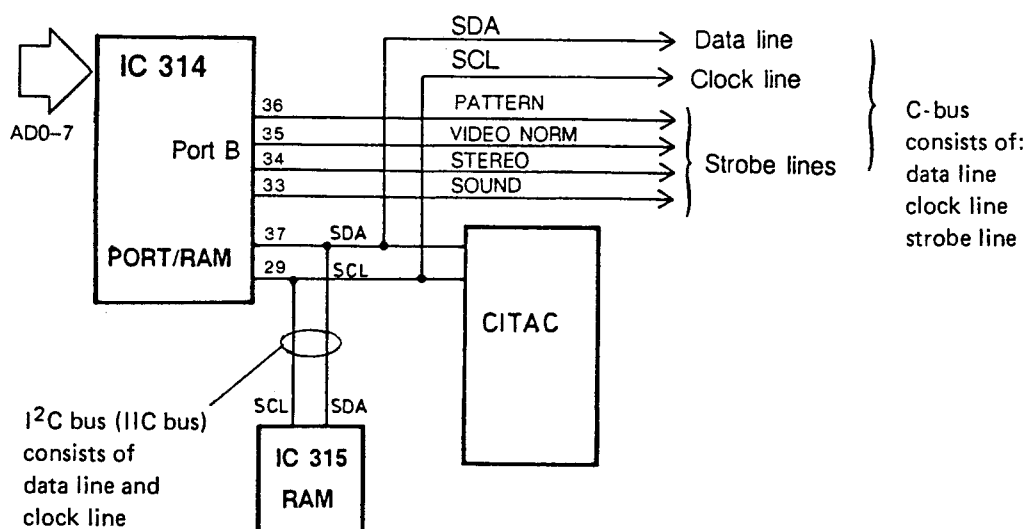 SDA
Data line
SCL
Clock line
IC 314
AD0-7
36
PATTERN
35
VIDEO NORM
Port B
34
STEREO
33
SOUND
Strobe lines
C-bus
consists of:
data line
clock line
strobe line
37
SDA
PORT/RAM
29
SCL
CITAC
I²C bus (IIC bus)
consists of
data line and
clock line
SCL
SDA
IC 315
RAM